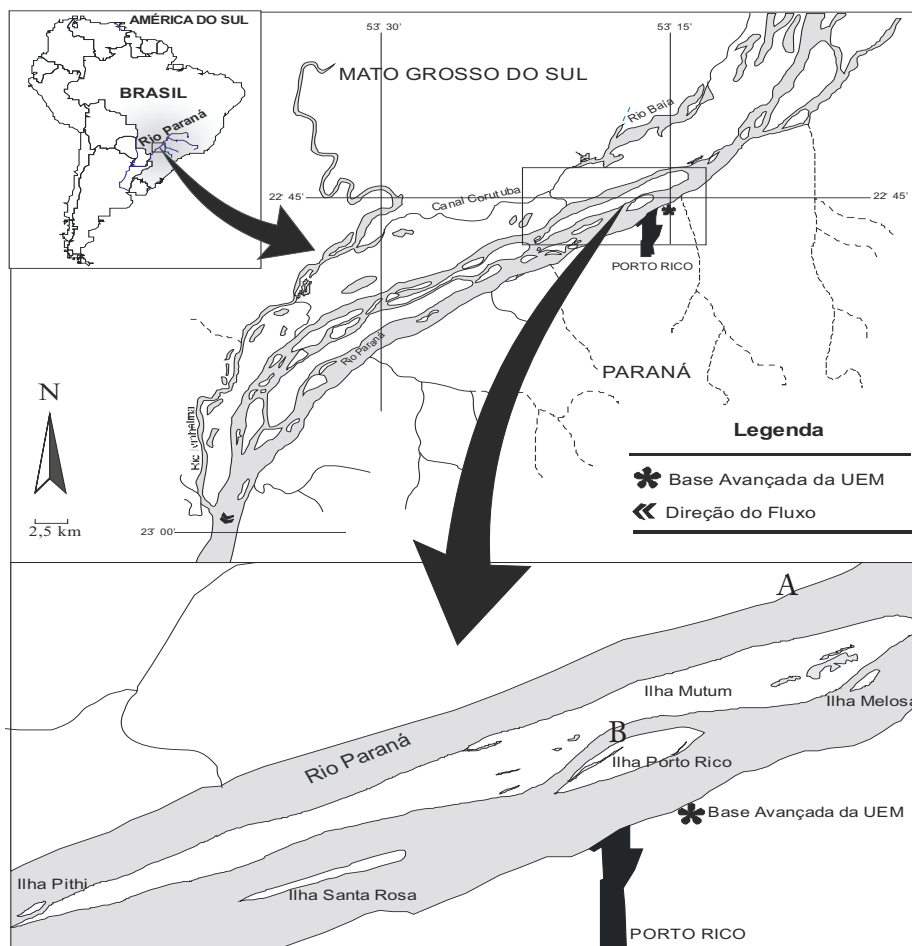 AMÉRICA DO SUL
BRASIL
Rio Paraná
53° 30'
53° 15'
MATO GROSSO DO SUL
Rio Baía
22° 45'
Canal Corutuba
22° 45'
PORTO RICO
Rio Paraná
PARANÁ
N
Rio Ivinhelma
2,5 km
23° 00'
Legenda
Base Avançada da UEM
Direção do Fluxo
A
Ilha Mutum
Ilha Melosa
B
Rio Paraná
Ilha Porto Rico
Base Avançada da UEM
Ilha Pithi
Ilha Santa Rosa
PORTO RICO